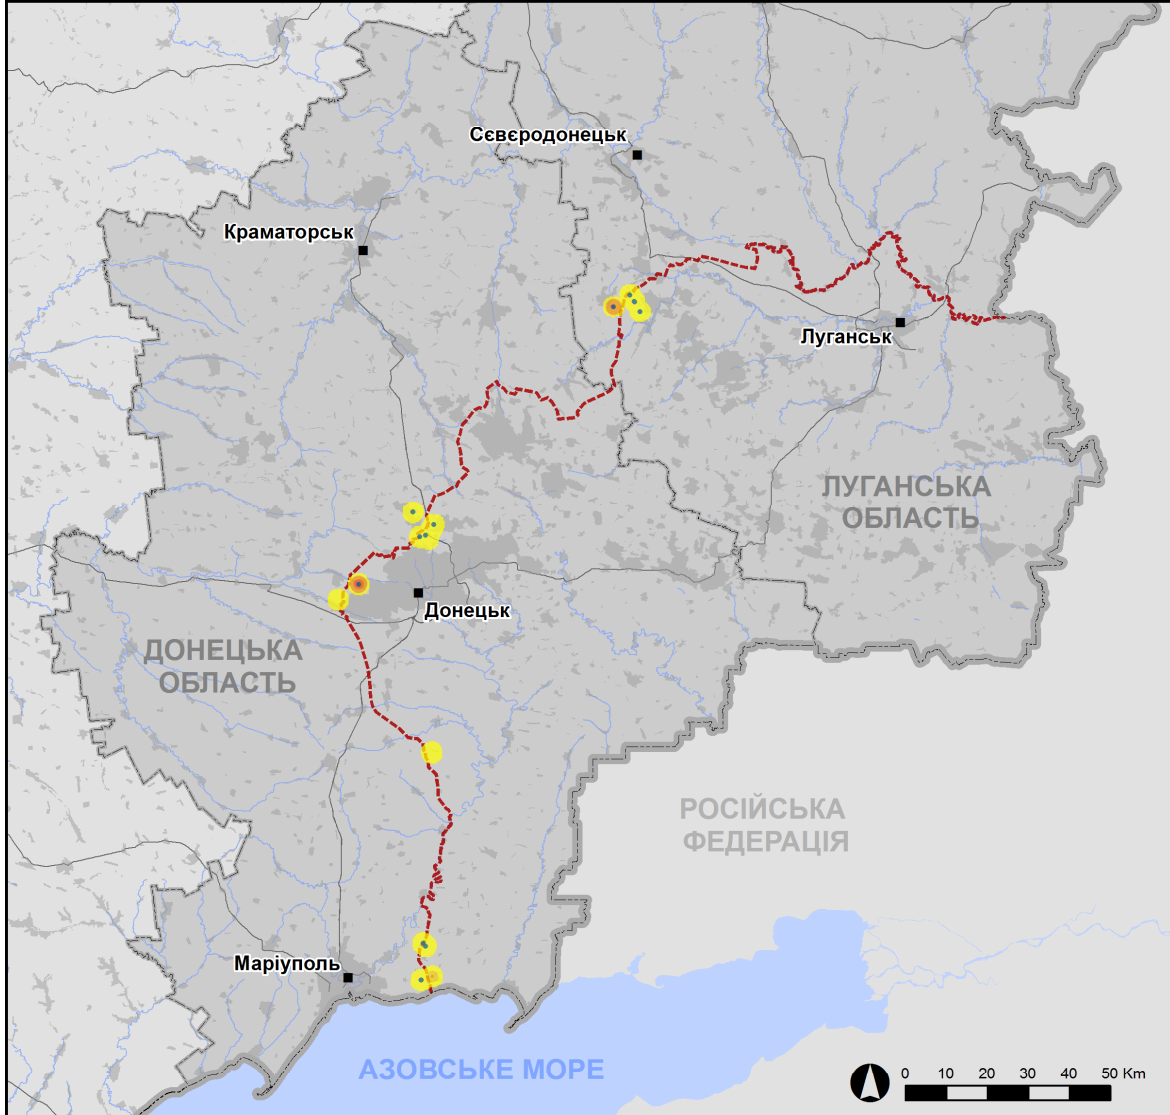 Сєвєродонецьк
Краматорськ
Луганськ
ЛУГАНСЬКА
ОБЛАСТЬ
Донецьк
ДОНЕЦЬКА
ОБЛАСТЬ
РОСІЙСЬКА
ФЕДЕРАЦІЯ
Маріуполь
АЗОВСЬКЕ МОРЕ
0 10 20 30 40 50 Km